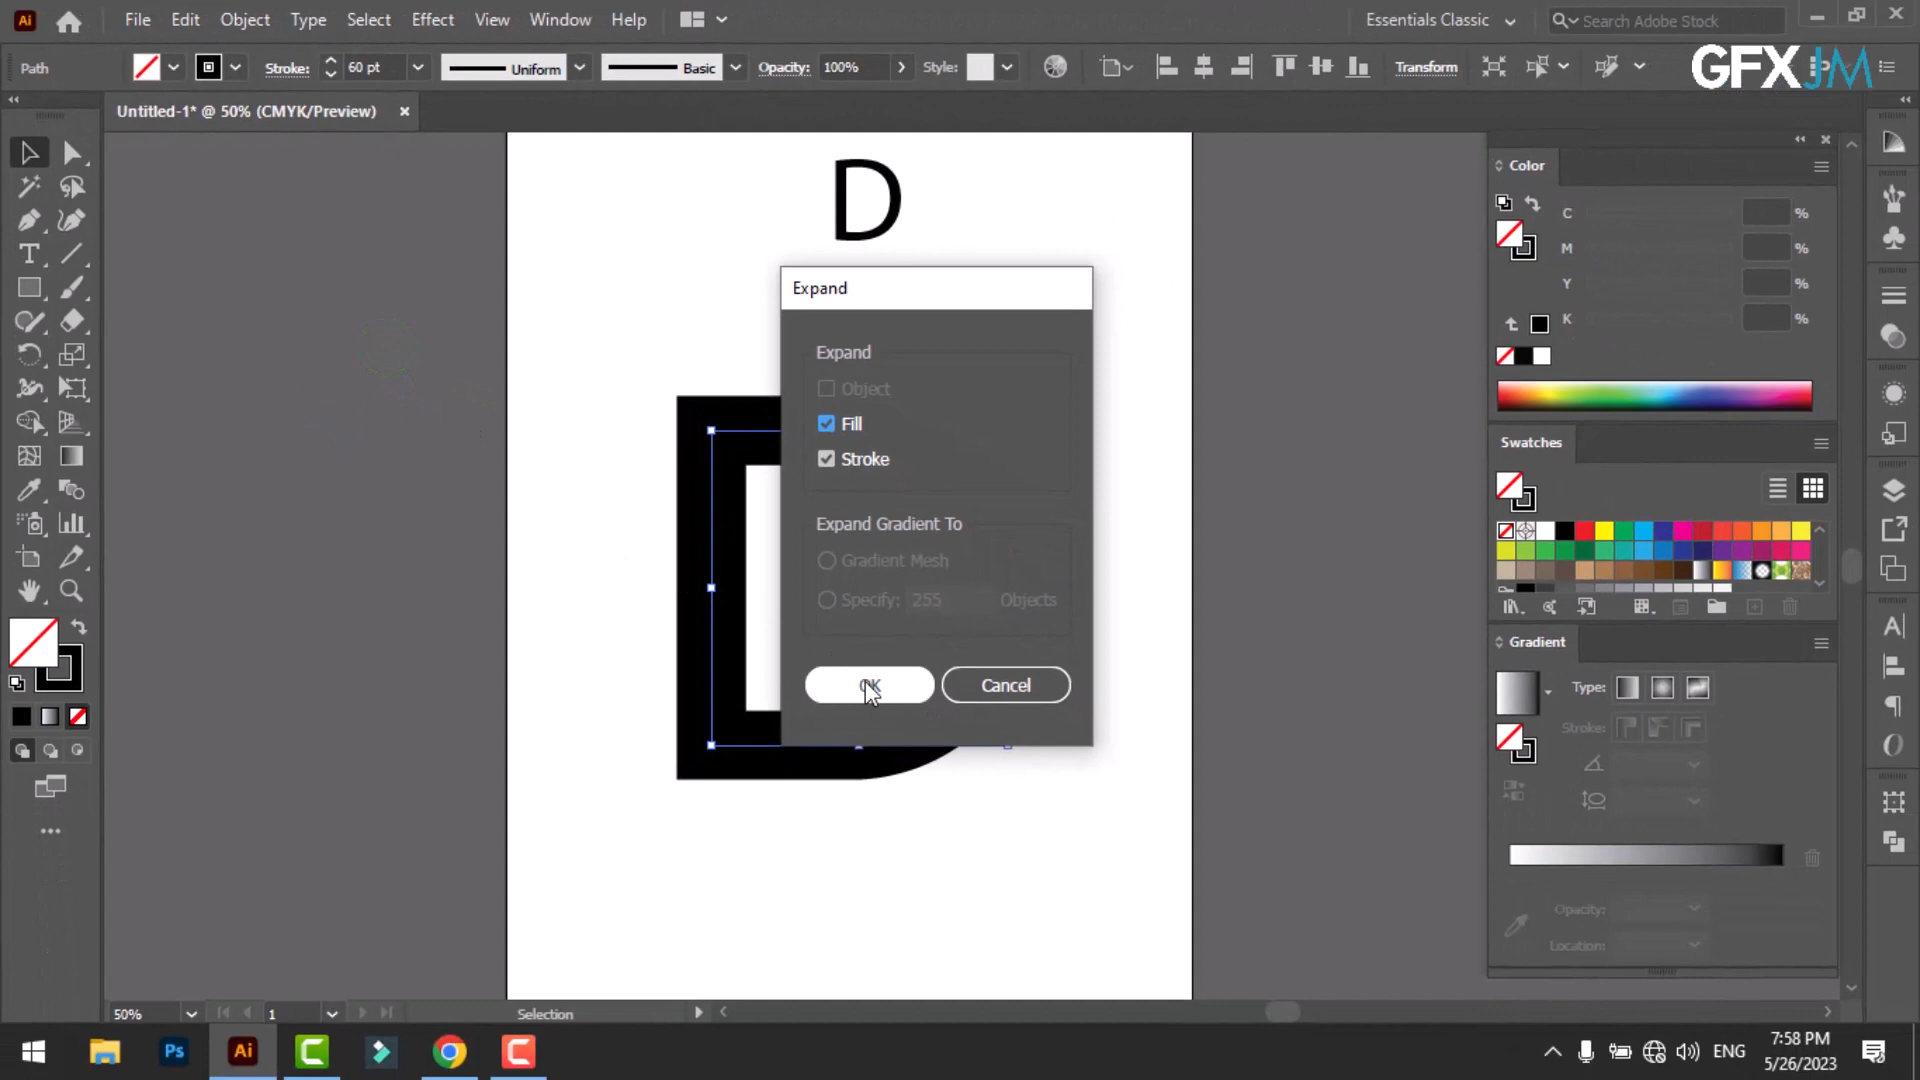 Ai File Edit Object Type Select Effect View Window Help Essentials Classic Search Adobe Stock
Path Stroke: 60 pt Uniform Basic Opacity: 100% Style: Transform GFXJM
Untitled-1* @ 50% (CMYK/Preview)
D
Color
C %
M %
Y %
K %
Expand
Expand
Object
Fill
Stroke
Expand Gradient To
Gradient Mesh
Specify: 255 Objects
OK Cancel
Swatches
Gradient
Type:
Stroke:
Opacity:
Location:
50% 1 Selection
Ps Ai ENG 7:58 PM
5/26/2023